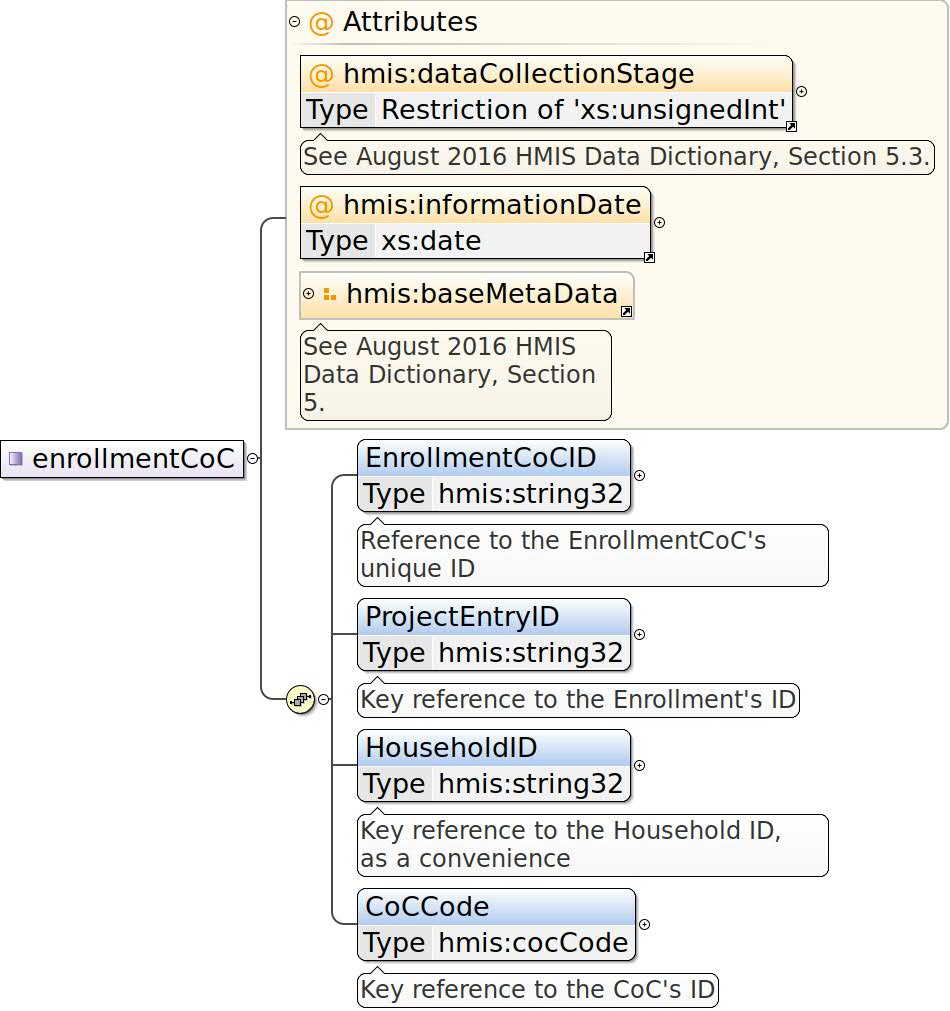 @ Attributes
@ hmis:dataCollectionStage
Type Restriction of 'xs:unsignedInt'
See August 2016 HMIS Data Dictionary, Section 5.3.
@ hmis:informationDate
Type xs:date
hmis:baseMetaData
See August 2016 HMIS
Data Dictionary, Section
5.
enrollmentCoC
EnrollmentCoCID
Type hmis:string32
Reference to the EnrollmentCoC's
unique ID
ProjectEntryID
Type hmis:string32
Key reference to the Enrollment's ID
HouseholdID
Type hmis:string32
Key reference to the Household ID,
as a convenience
CoCCode
Type hmis:cocCode
Key reference to the CoC's ID